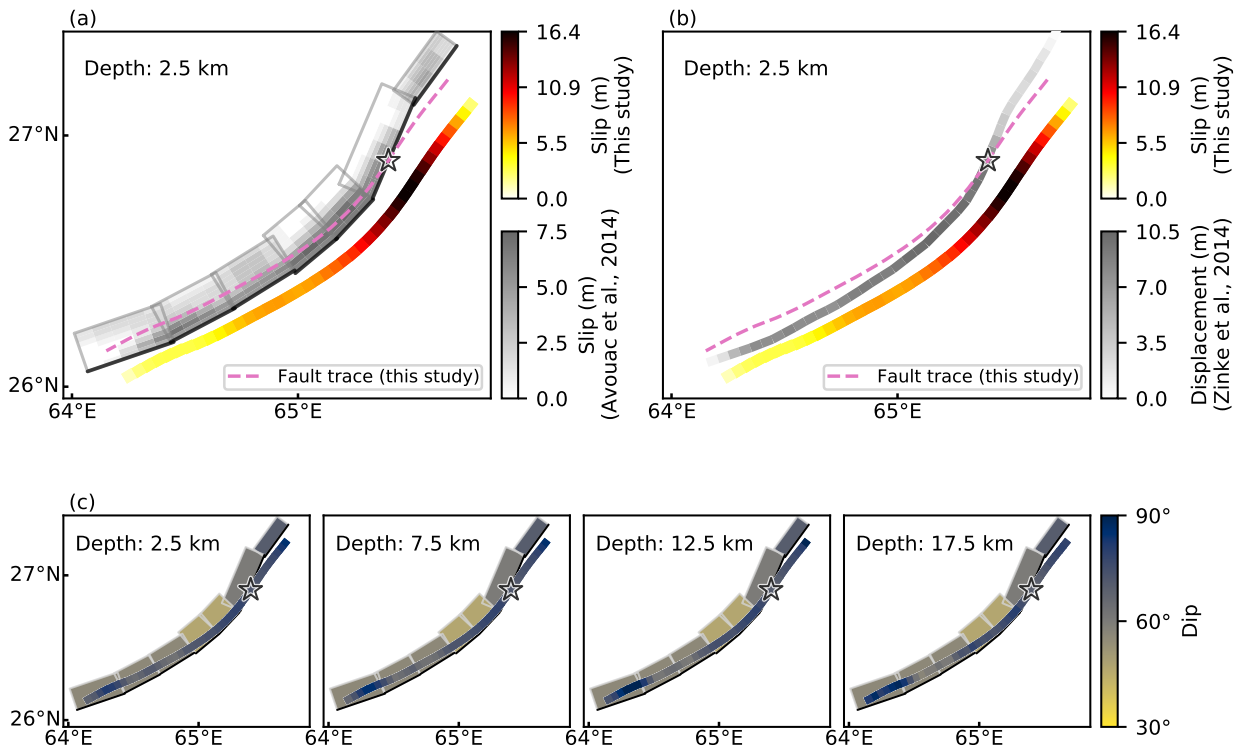 (a)
Depth: 2.5 km
27°N
26°N
64°E
65°E
Fault trace (this study)
16.4
10.9
5.5
0.0
Slip (m)
(This study)
7.5
5.0
2.5
0.0
Slip (m)
(Avouac et al., 2014)
(b)
Depth: 2.5 km
64°E
65°E
Fault trace (this study)
16.4
10.9
5.5
0.0
Slip (m)
(This study)
10.5
7.0
3.5
0.0
Displacement (m)
(Zinke et al., 2014)
(c)
Depth: 2.5 km
27°N
26°N
64°E
65°E
Depth: 7.5 km
64°E
65°E
Depth: 12.5 km
64°E
65°E
Depth: 17.5 km
64°E
65°E
90°
60°
30°
Dip